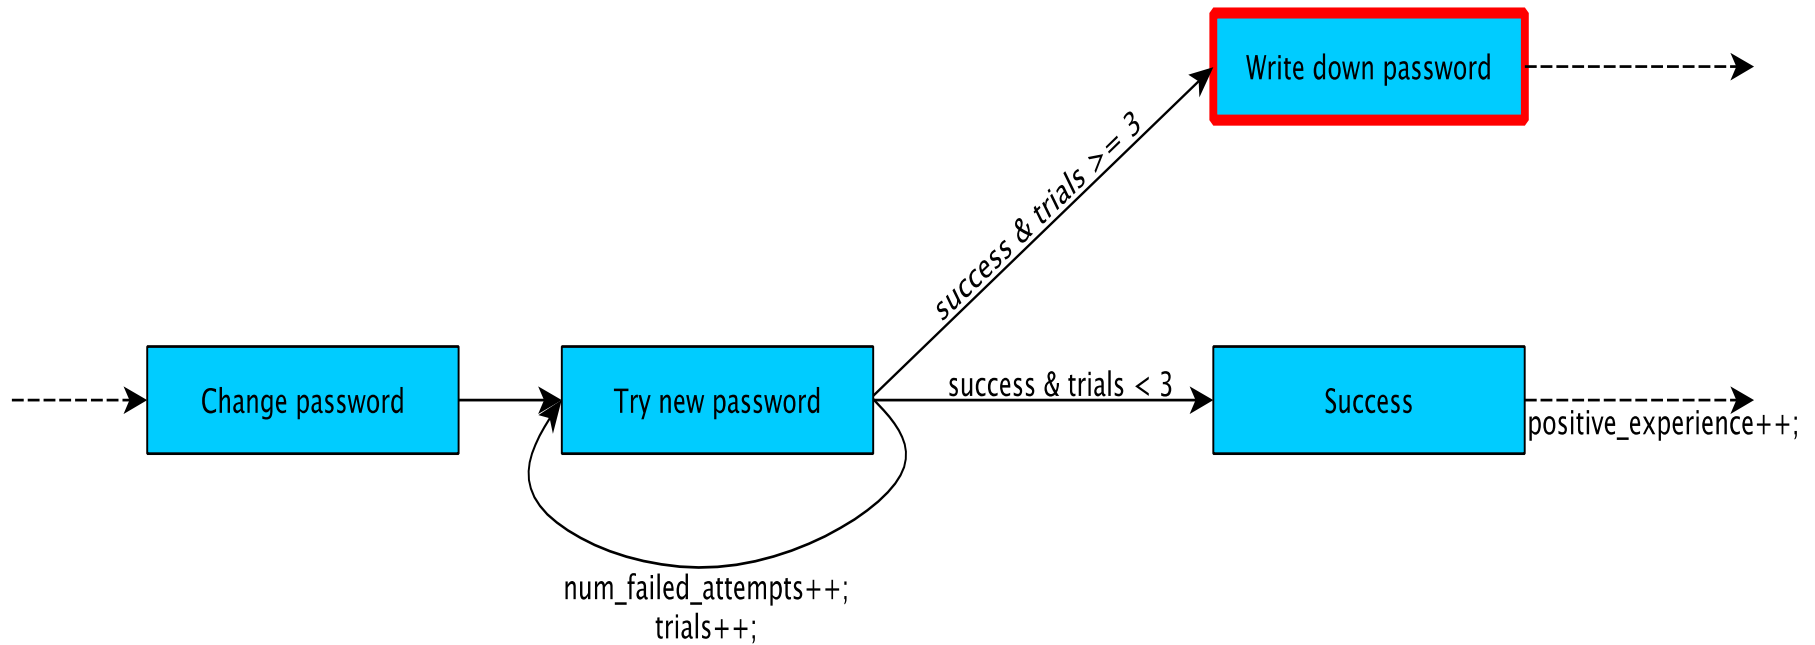 Write down password
success & trials >= 3
Change password
Try new password
success & trials < 3
Success
positive_experience++;
num_failed_attempts++;
trials++;